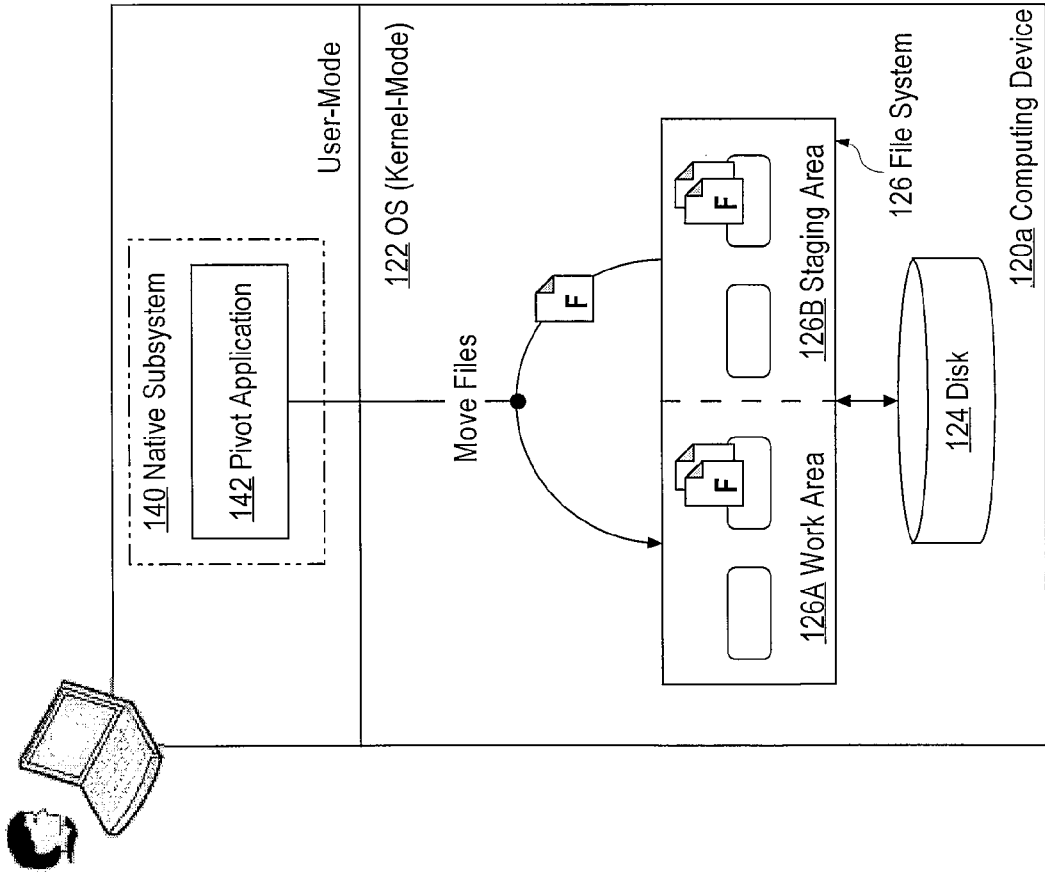 140 Native Subsystem
142 Pivot Application
User-Mode
122 OS (Kernel-Mode)
Move Files
F
F
F
126A Work Area
126B Staging Area
126 File System
124 Disk
120a Computing Device